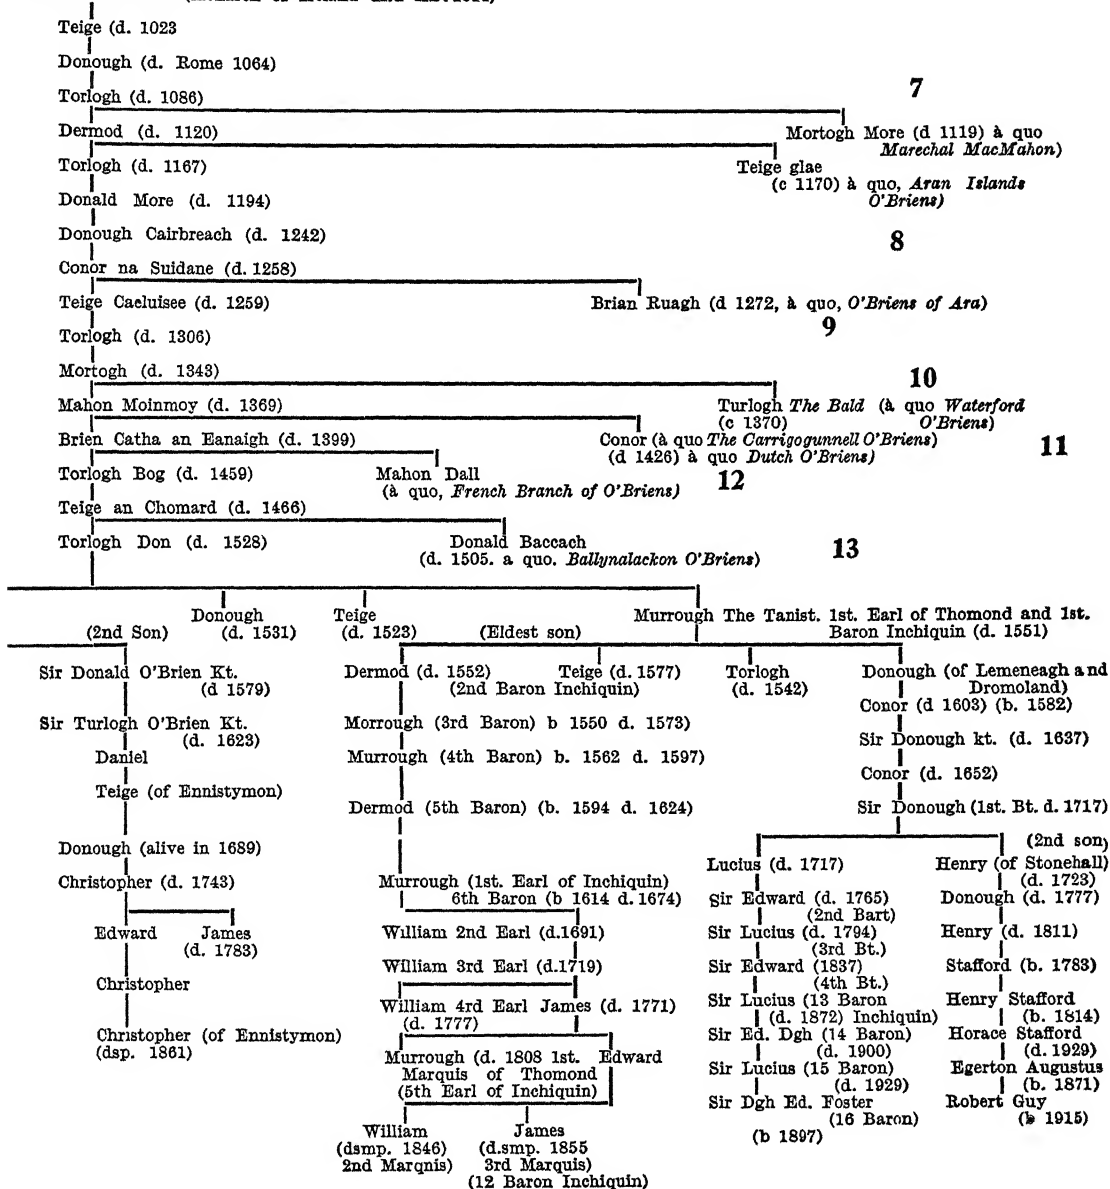 Teige (d. 1023
Donough (d. Rome 1064)
Torlogh (d. 1086)
7
Dermod (d. 1120)
Mortogh More (d 1119) à quo
Marechal MacMahon)
Torlogh (d. 1167)
Teige glae
(c 1170) à quo, Aran Islands
O'Briens)
Donald More (d. 1194)
Donough Cairbreach (d. 1242)
8
Conor na Suidane (d. 1258)
Teige Caeluisee (d. 1259)
Brian Ruagh (d 1272, à quo, O'Briens of Ara)
9
Torlogh (d. 1306)
Mortogh (d. 1343)
10
Mahon Moinmoy (d. 1369)
Turlogh The Bald (à quo Waterford
(c 1370) O'Briens)
Brien Catha an Eanaigh (d. 1399)
Conor (à quo The Carrigogunnell O'Briens)
(d 1426) à quo Dutch O'Briens)
11
Torlogh Bog (d. 1459)
Mahon Dall
(à quo, French Branch of O'Briens)
12
Teige an Chomard (d. 1466)
Torlogh Don (d. 1528)
Donald Baccach
(d. 1505. a quo. Ballynalackon O'Briens)
13
Donough
(d. 1531)
Teige
(d. 1523)
Murrough The Tanist. 1st. Earl of Thomond and 1st.
Baron Inchiquin (d. 1551)
(2nd Son)
Sir Donald O'Brien Kt.
(d 1579)
Sir Turlogh O'Brien Kt.
(d. 1623)
Daniel
Teige (of Ennistymon)
Donough (alive in 1689)
Christopher (d. 1743)
Edward
James
(d. 1783)
Christopher
Christopher (of Ennistymon)
(dsp. 1861)
(Eldest son)
Dermod (d. 1552)
(2nd Baron Inchiquin)
Teige (d. 1577)
Torlogh
(d. 1542)
Morrough (3rd Baron) b 1550 d. 1573)
Murrough (4th Baron) b. 1562 d. 1597)
Dermod (5th Baron) (b. 1594 d. 1624)
Murrough (1st. Earl of Inchiquin)
6th Baron (b 1614 d. 1674)
William 2nd Earl (d.1691)
William 3rd Earl (d.1719)
William 4rd Earl James (d. 1771)
(d. 1777)
Murrough (d. 1808 1st. Edward
Marquis of Thomond
(5th Earl of Inchiquin)
William
(dsmp. 1846)
2nd Marqnis)
James
(d.smp. 1855
3rd Marquis)
(12 Baron Inchiquin)
Donough (of Lemeneagh and
Dromoland)
Conor (d 1603) (b. 1582)
Sir Donough kt. (d. 1637)
Conor (d. 1652)
Sir Donough (1st. Bt. d. 1717)
Lucius (d. 1717)
Sir Edward (d. 1765)
(2nd Bart)
Sir Lucius (d. 1794)
(3rd Bt.)
Sir Edward (1837)
(4th Bt.)
Sir Lucius (13 Baron
(d. 1872) Inchiquin)
Sir Ed. Dgh (14 Baron)
(d. 1900)
Sir Lucius (15 Baron)
(d. 1929)
Sir Dgh Ed. Foster
(16 Baron)
(b 1897)
(2nd son)
Henry (of Stonehall)
(d. 1723)
Donough (d. 1777)
Henry (d. 1811)
Stafford (b. 1783)
Henry Stafford
(b. 1814)
Horace Stafford
(d. 1929)
Egerton Augustus
(b. 1871)
Robert Guy
(b 1915)